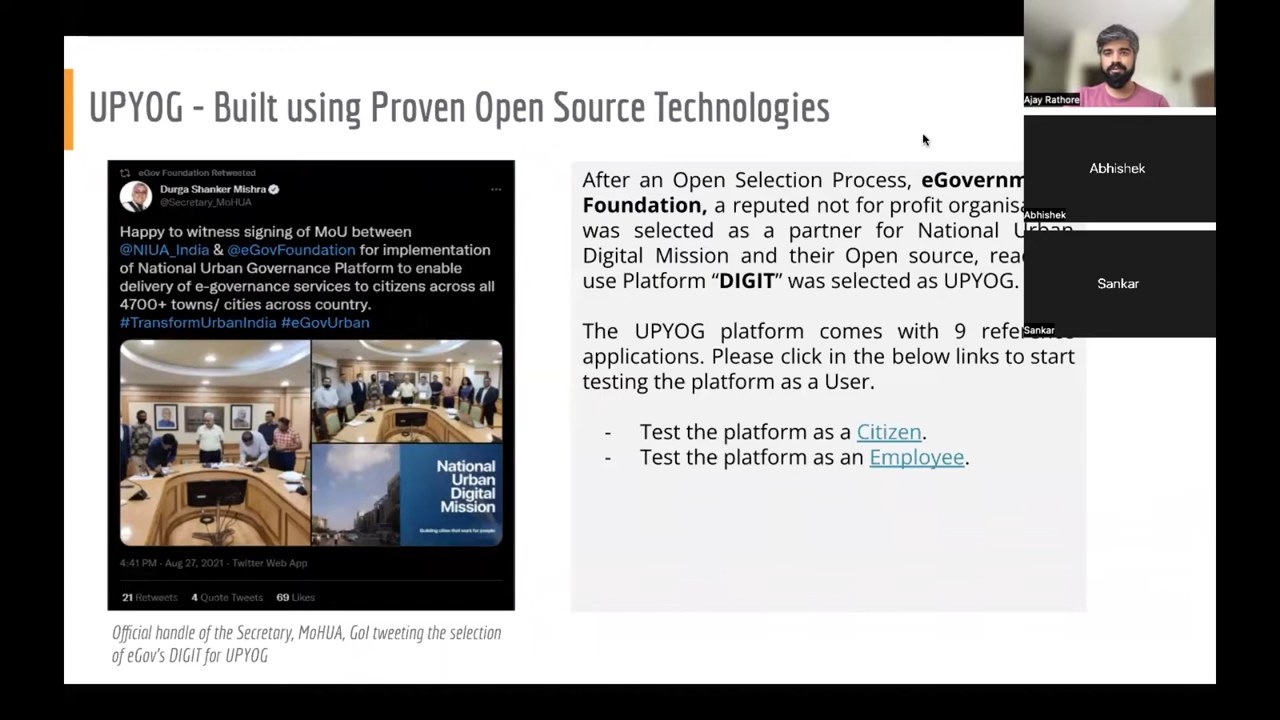 UPYOG - Built using Proven Open Source Technologies
eGov Foundation Retweeted
Durga Shanker Mishra
@Secretary_MoHUA
Happy to witness signing of MoU between
@NIUA_India & @eGovFoundation for implementation
of National Urban Governance Platform to enable
delivery of e-governance services to citizens across all
4700+ towns/ cities across country.
#TransformUrbanIndia #eGovUrban
National
Urban
Digital
Mission
Building cities that work for people
4:41 PM · Aug 27, 2021 · Twitter Web App
21 Retweets 4 Quote Tweets 69 Likes
Official handle of the Secretary, MoHUA, GoI tweeting the selection
of eGov's DIGIT for UPYOG
After an Open Selection Process,
Foundation, a reputed not for profit
was selected as a partner for National Urban
Digital Mission and their Open source,
use Platform “DIGIT” was selected as UPYOG.
The UPYOG platform comes with 9
applications. Please click in the below links to start
testing the platform as a User.
- Test the platform as a Citizen.
- Test the platform as an Employee.
Ajay Rathore
Abhishek
Abhishek
Sankar
Sankar